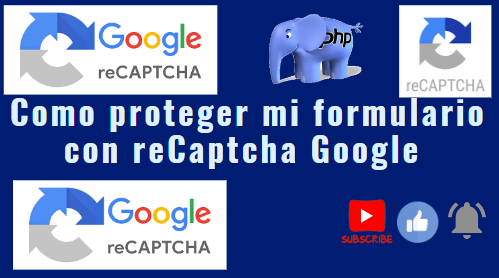 Google
reCAPTCHA
php
reCAPTCHA
Como proteger mi formulario
con reCaptcha Google
Google
reCAPTCHA
SUBSCRIBE